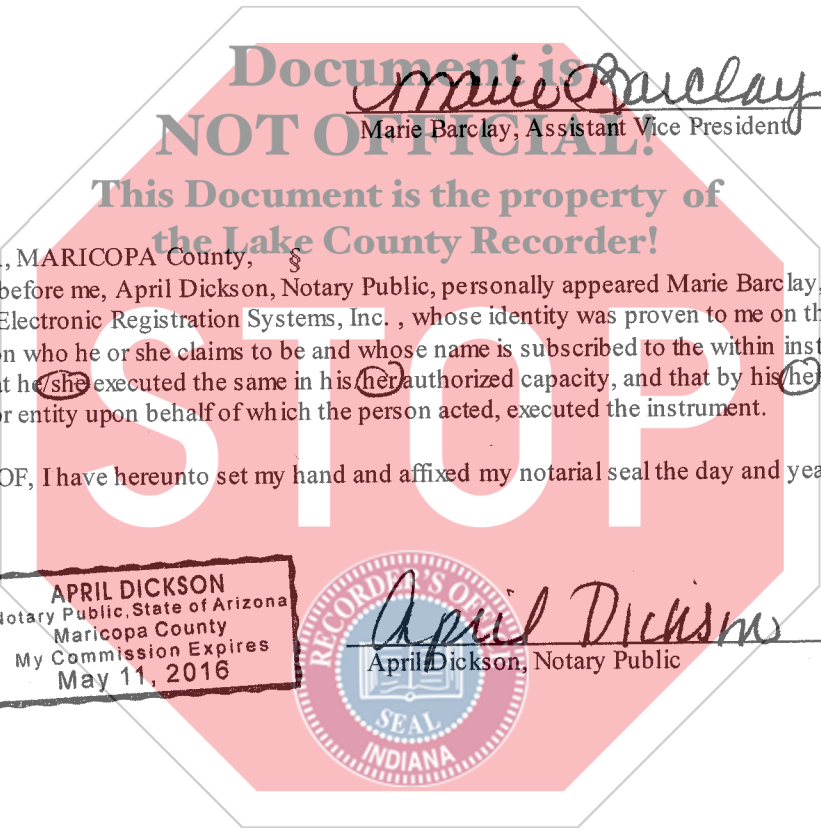 Document is
NOT OFFICIAL!
This Document is the property of
the Lake County Recorder!
STOP
Marie Barclay
Marie Barclay, Assistant Vice President
, MARICOPA County, §
before me, April Dickson, Notary Public, personally appeared Marie Barclay,
Electronic Registration Systems, Inc. , whose identity was proven to me on th
n who he or she claims to be and whose name is subscribed to the within inst
t he/she executed the same in his/her authorized capacity, and that by his/he
or entity upon behalf of which the person acted, executed the instrument.
OF, I have hereunto set my hand and affixed my notarial seal the day and yea
APRIL DICKSON
Notary Public, State of Arizona
Maricopa County
My Commission Expires
May 11, 2016
April Dickson
April Dickson, Notary Public
RECORDER'S OF
SEAL
INDIANA